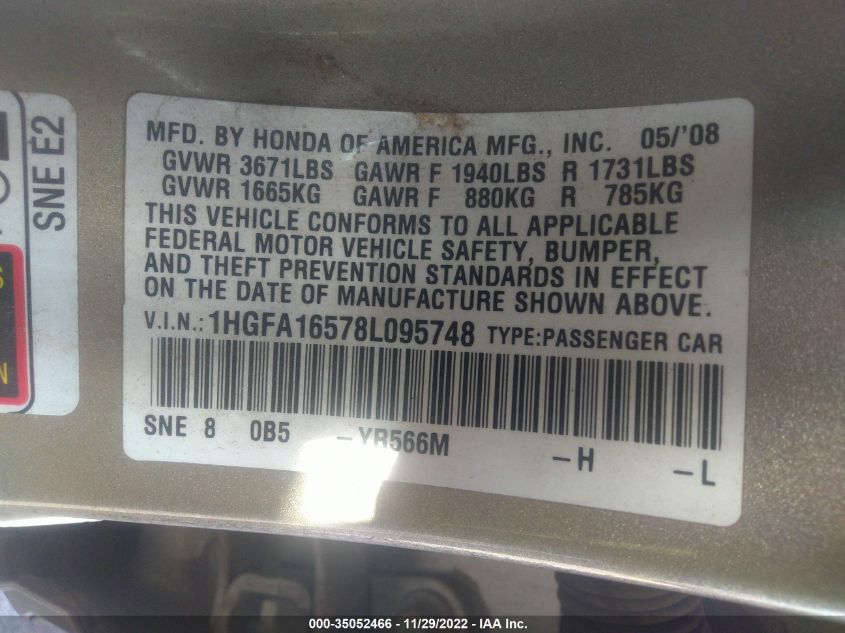 SNE E2
S
N
MFD. BY HONDA OF AMERICA MFG., INC. 05/'08
GVWR 3671LBS GAWR F 1940LBS R 1731LBS
GVWR 1665KG GAWR F 880KG R 785KG
THIS VEHICLE CONFORMS TO ALL APPLICABLE
FEDERAL MOTOR VEHICLE SAFETY, BUMPER,
AND THEFT PREVENTION STANDARDS IN EFFECT
ON THE DATE OF MANUFACTURE SHOWN ABOVE.
V.I.N.: 1HGFA16578L095748 TYPE:PASSENGER CAR
SNE 8 0B5 -YR566M -H -L
000-35052466 - 11/29/2022 - IAA Inc.